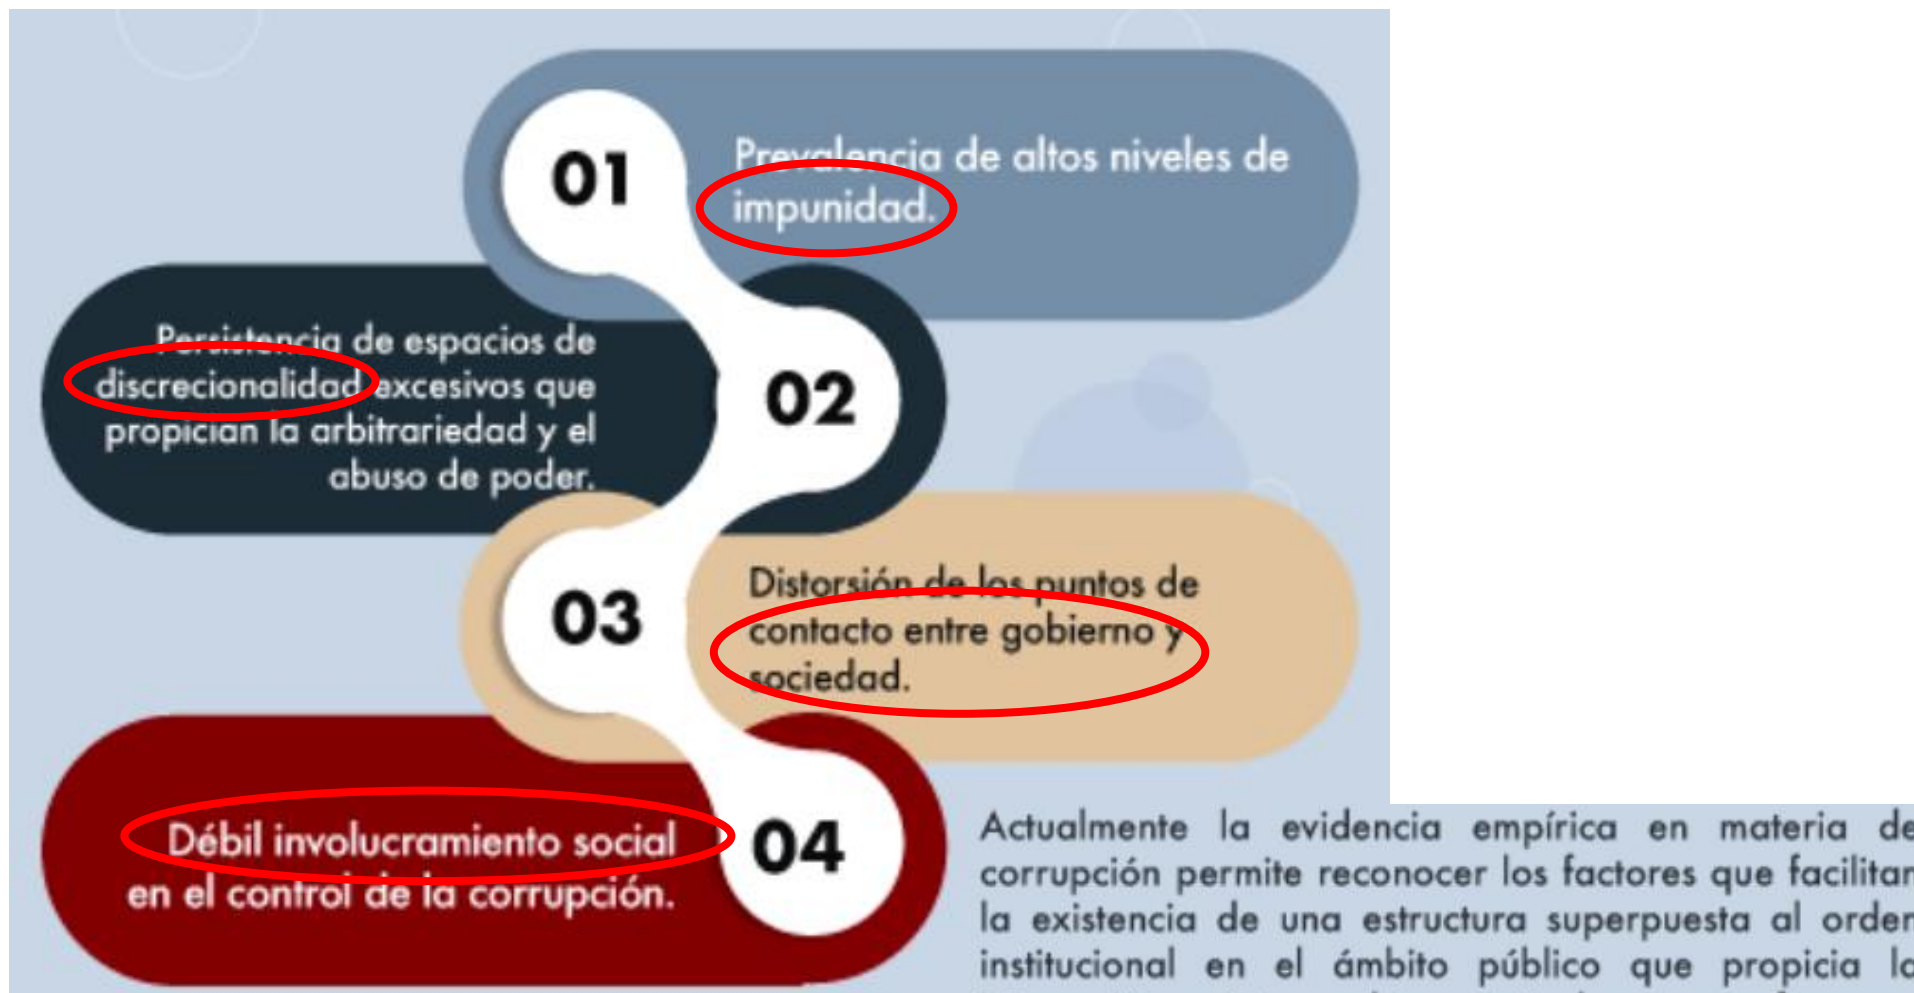 01
Prevalencia de altos niveles de
impunidad.
Persistencia de espacios de
discrecionalidad excesivos que
propician la arbitrariedad y el
abuso de poder.
02
03
Distorsión de los puntos de
contacto entre gobierno y
sociedad.
Débil involucramiento social
en el control de la corrupción.
04
Actualmente la evidencia empírica en materia de
corrupción permite reconocer los factores que facilitan
la existencia de una estructura superpuesta al orden
institucional en el ámbito público que propicia la